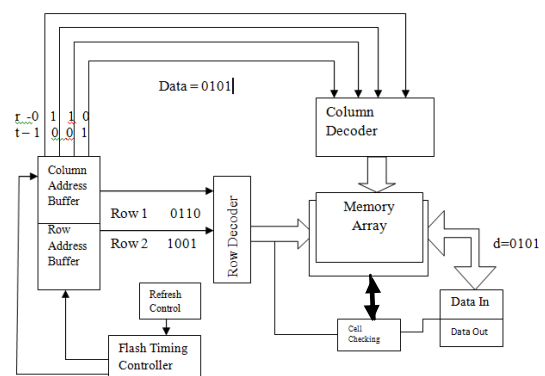 Data = 0101
r -0 1 1 0
t – 1 0 0 1
Column
Decoder
Column
Address
Buffer
Row
Address
Buffer
Row 1 0110
Row 2 1001
Row Decoder
Memory
Array
d=0101
Refresh
Control
Flash Timing
Controller
Cell
Checking
Data In
Data Out